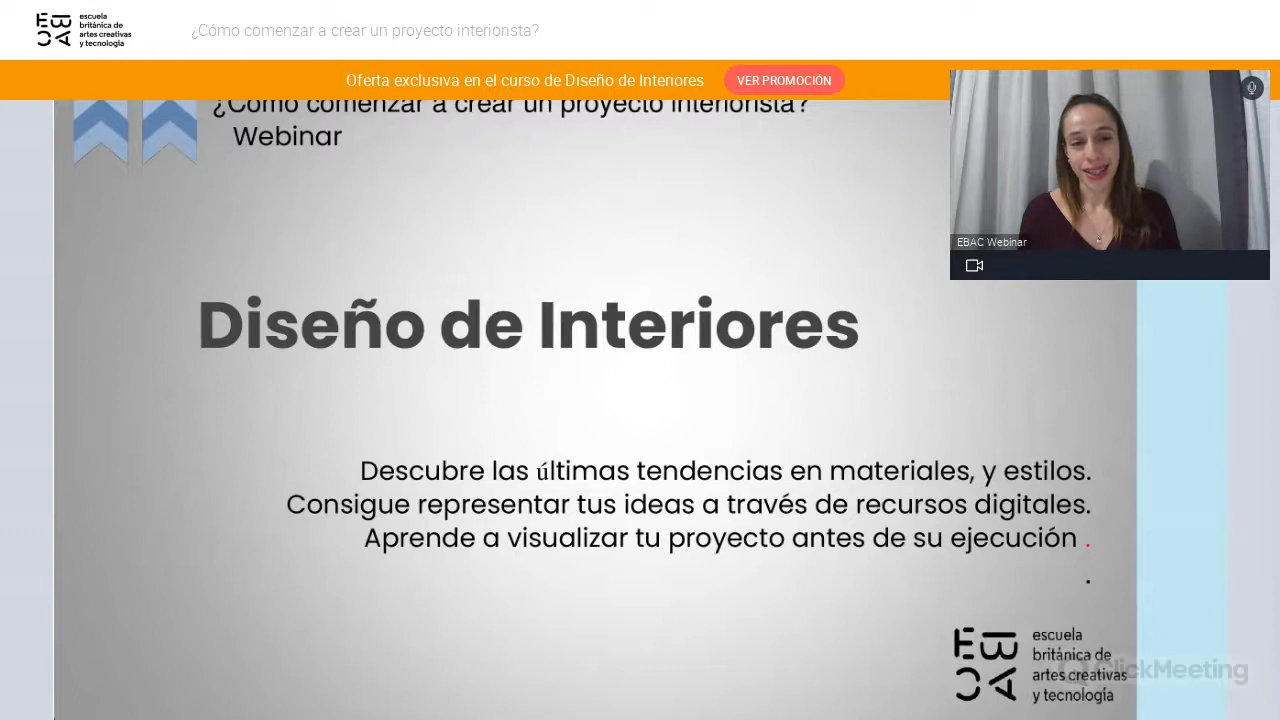 escuela
británica de
artes creativas
y tecnología
¿Cómo comenzar a crear un proyecto interiorista?
Oferta exclusiva en el curso de Diseño de Interiores
VER PROMOCIÓN
¿Cómo comenzar a crear un proyecto interiorista?
Webinar
EBAC Webinar
Diseño de Interiores
Descubre las últimas tendencias en materiales, y estilos.
Consigue representar tus ideas a través de recursos digitales.
Aprende a visualizar tu proyecto antes de su ejecución .
.
escuela
británica de
artes creativas
y tecnología
ClickMeeting